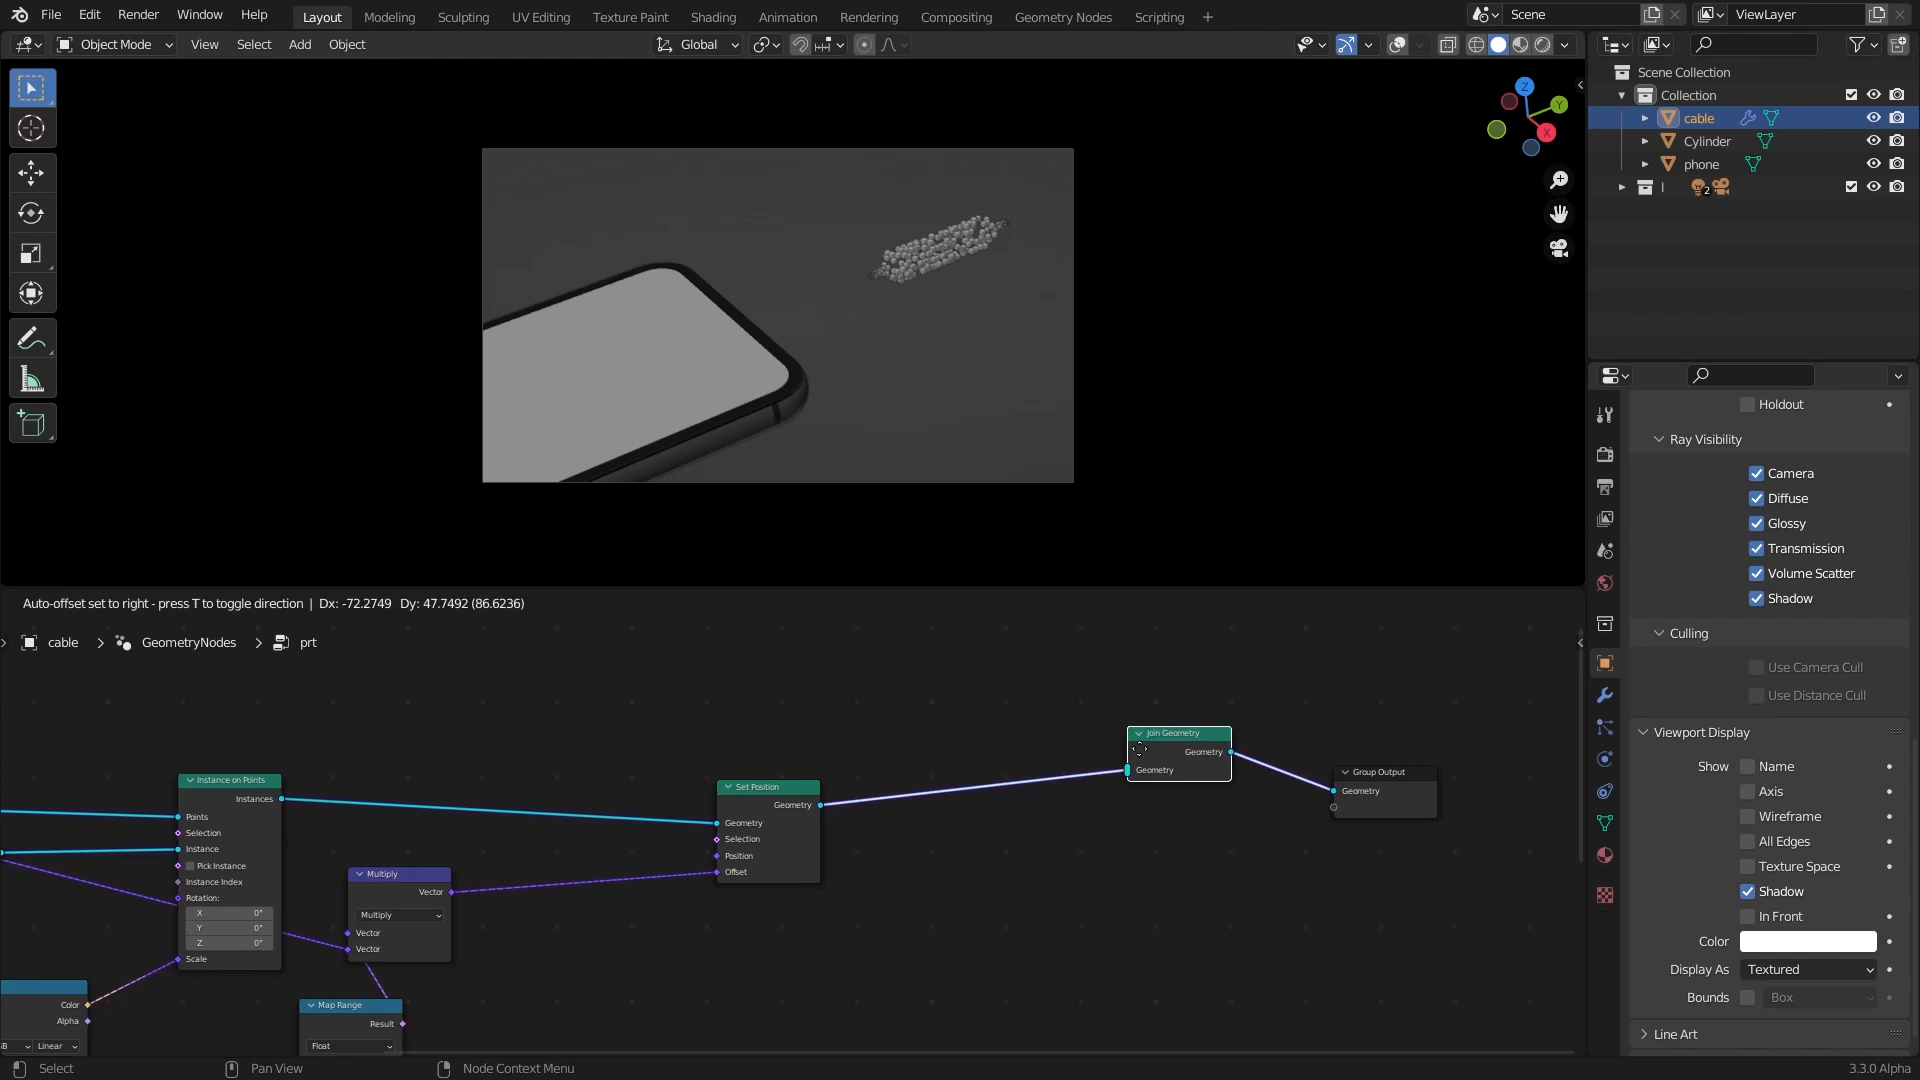 File Edit Render Window Help Layout Modeling Sculpting UV Editing Texture Paint Shading Animation Rendering Compositing Geometry Nodes Scripting + Scene ViewLayer
Object Mode View Select Add Object Global
Scene Collection
Collection
cable
Cylinder
phone
2
Z
Y
X
Holdout
Ray Visibility
Camera
Diffuse
Glossy
Transmission
Volume Scatter
Shadow
Culling
Use Camera Cull
Use Distance Cull
Viewport Display
Show Name
Axis
Wireframe
All Edges
Texture Space
Shadow
In Front
Color
Display As Textured
Bounds Box
Line Art
Auto-offset set to right - press T to toggle direction | Dx: -72.2749 Dy: 47.7492 (86.6236)
cable > GeometryNodes > prt
Instance on Points
Instances
Points
Selection
Instance
Pick Instance
Instance Index
Rotation:
X 0°
Y 0°
Z 0°
Scale
Color
Alpha
Linear
Multiply
Vector
Multiply
Vector
Vector
Map Range
Result
Float
Set Position
Geometry
Geometry
Selection
Position
Offset
Join Geometry
Geometry
Geometry
Group Output
Geometry
Select Pan View Node Context Menu 3.3.0 Alpha